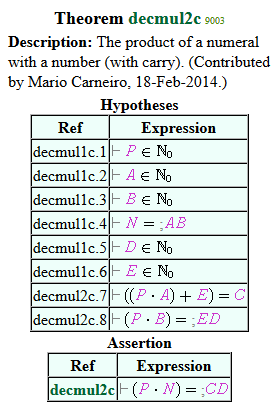 Theorem decmul2c 9003
Description: The product of a numeral
with a number (with carry). (Contributed
by Mario Carneiro, 18-Feb-2014.)
Hypotheses
Ref Expression
decmul1c.1 ⊢ P ∈ ℕ0
decmul1c.2 ⊢ A ∈ ℕ0
decmul1c.3 ⊢ B ∈ ℕ0
decmul1c.4 ⊢ N = ;AB
decmul1c.5 ⊢ D ∈ ℕ0
decmul1c.6 ⊢ E ∈ ℕ0
decmul2c.7 ⊢ ((P · A) + E) = C
decmul2c.8 ⊢ (P · B) = ;ED
Assertion
Ref Expression
decmul2c ⊢ (P · N) = ;CD